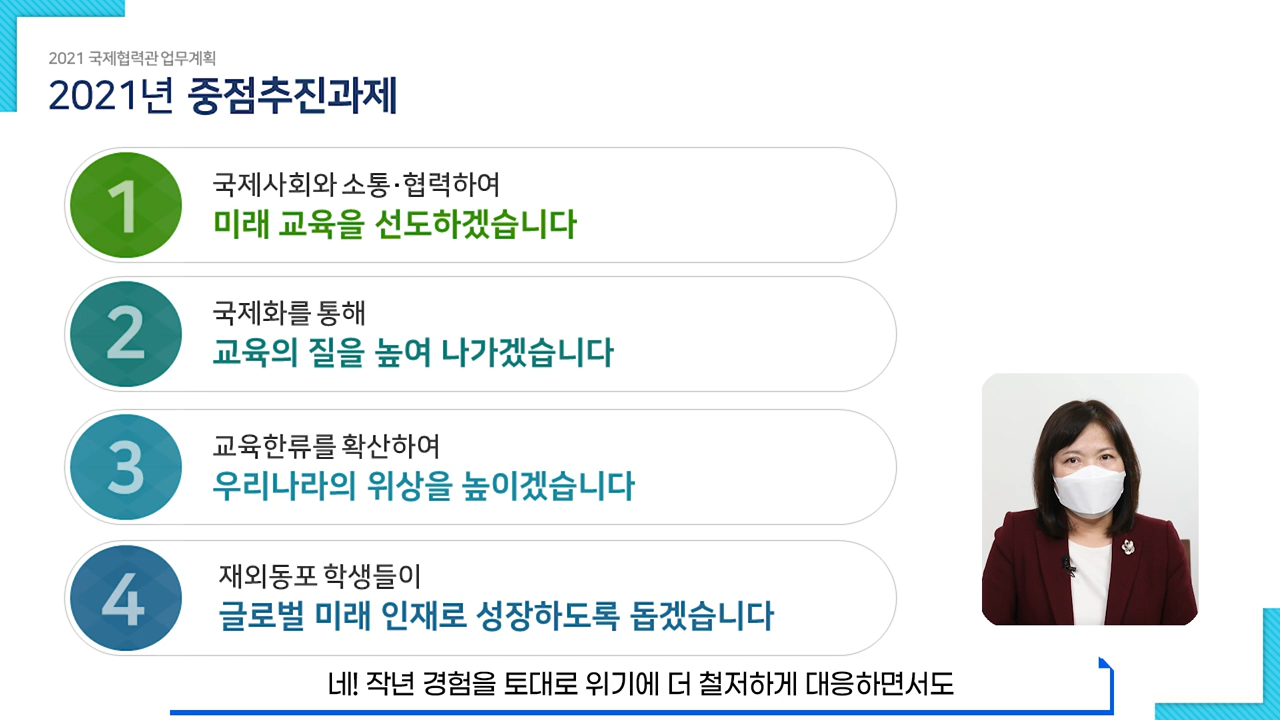 2021 국제협력관 업무계획
2021년 중점추진과제
1
국제사회와 소통·협력하여
미래 교육을 선도하겠습니다
2
국제화를 통해
교육의 질을 높여 나가겠습니다
3
교육한류를 확산하여
우리나라의 위상을 높이겠습니다
4
재외동포 학생들이
글로벌 미래 인재로 성장하도록 돕겠습니다
네! 작년 경험을 토대로 위기에 더 철저하게 대응하면서도